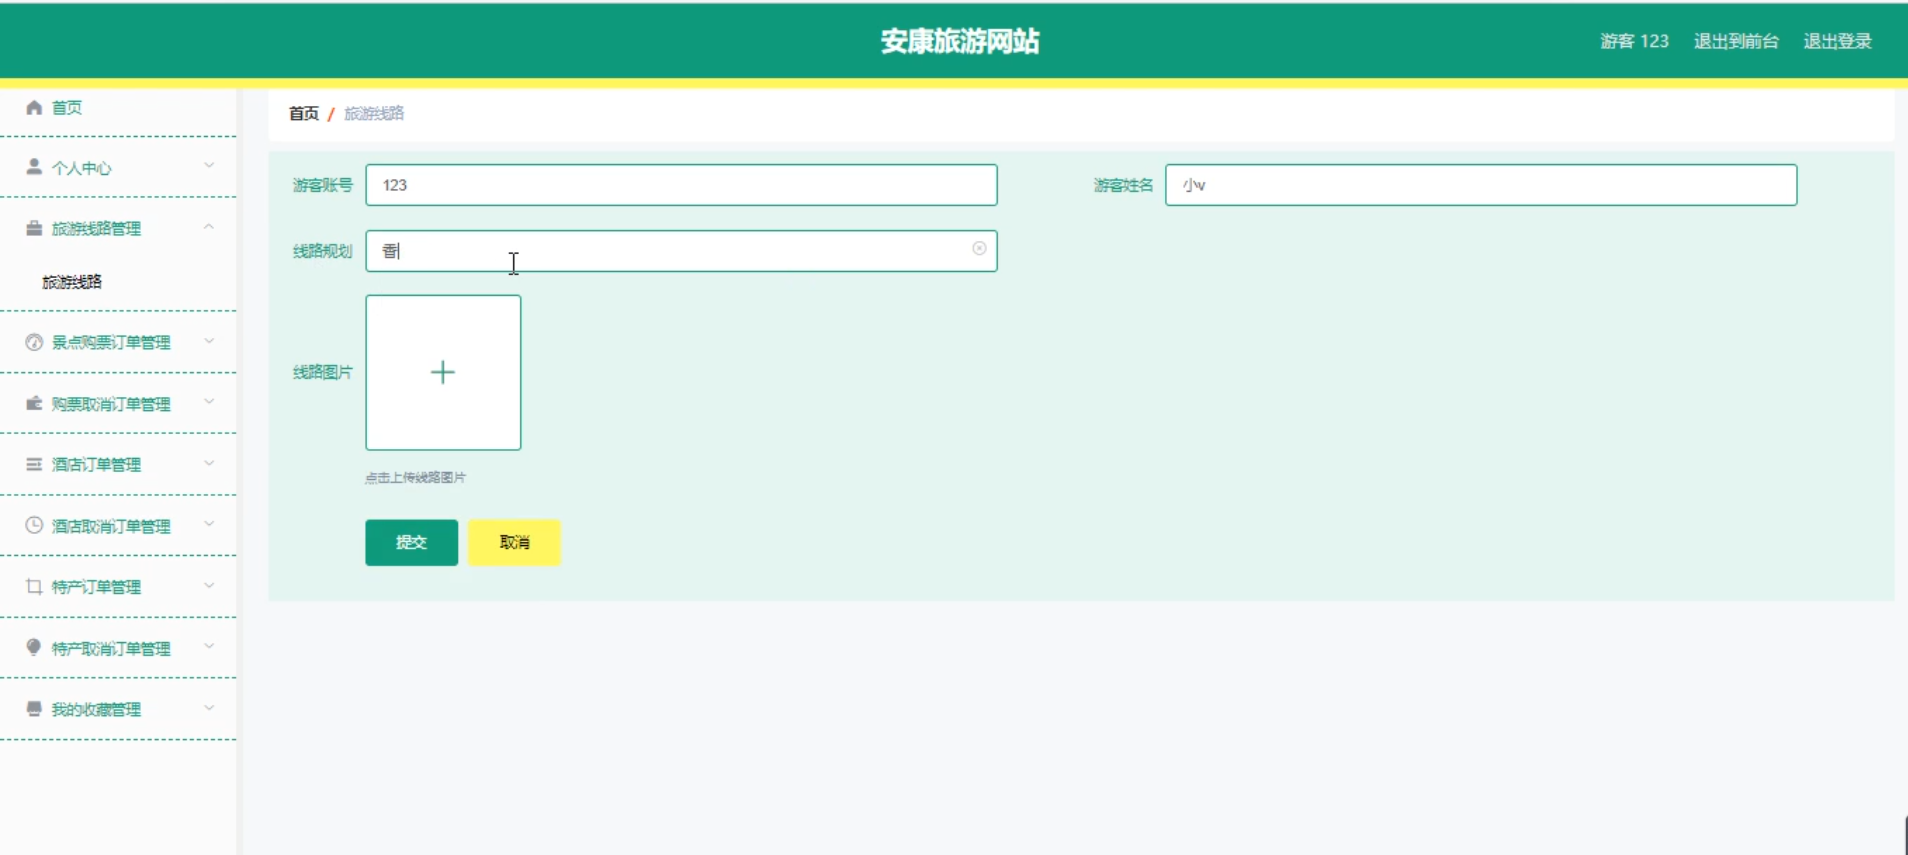 安康旅游网站
游客 123 退出到前台 退出登录
首页
个人中心
旅游线路管理
旅游线路
景点购票订单管理
购票取消订单管理
酒店订单管理
酒店取消订单管理
特产订单管理
特产取消订单管理
我的收藏管理
首页 / 旅游线路
游客账号 123
游客姓名 小v
线路规划 香
线路图片
点击上传线路图片
提交 取消